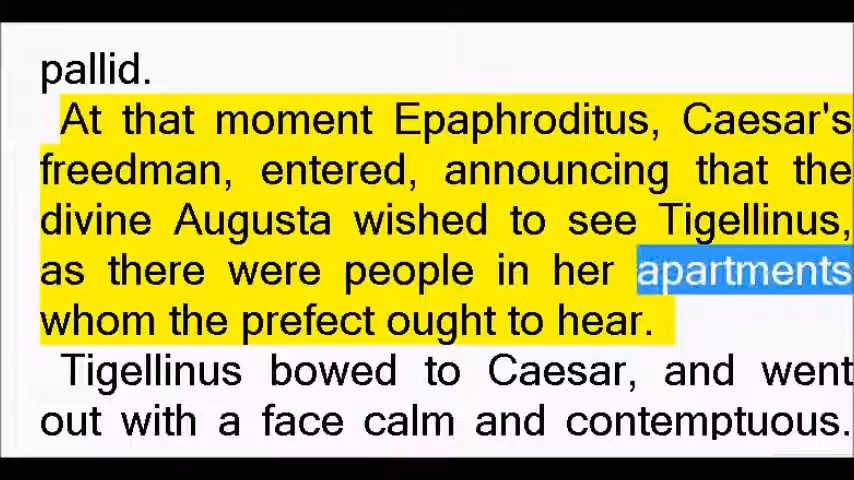 pallid.
At that moment Epaphroditus, Caesar's
freedman, entered, announcing that the
divine Augusta wished to see Tigellinus,
as there were people in her apartments
whom the prefect ought to hear.
Tigellinus bowed to Caesar, and went
out with a face calm and contemptuous.